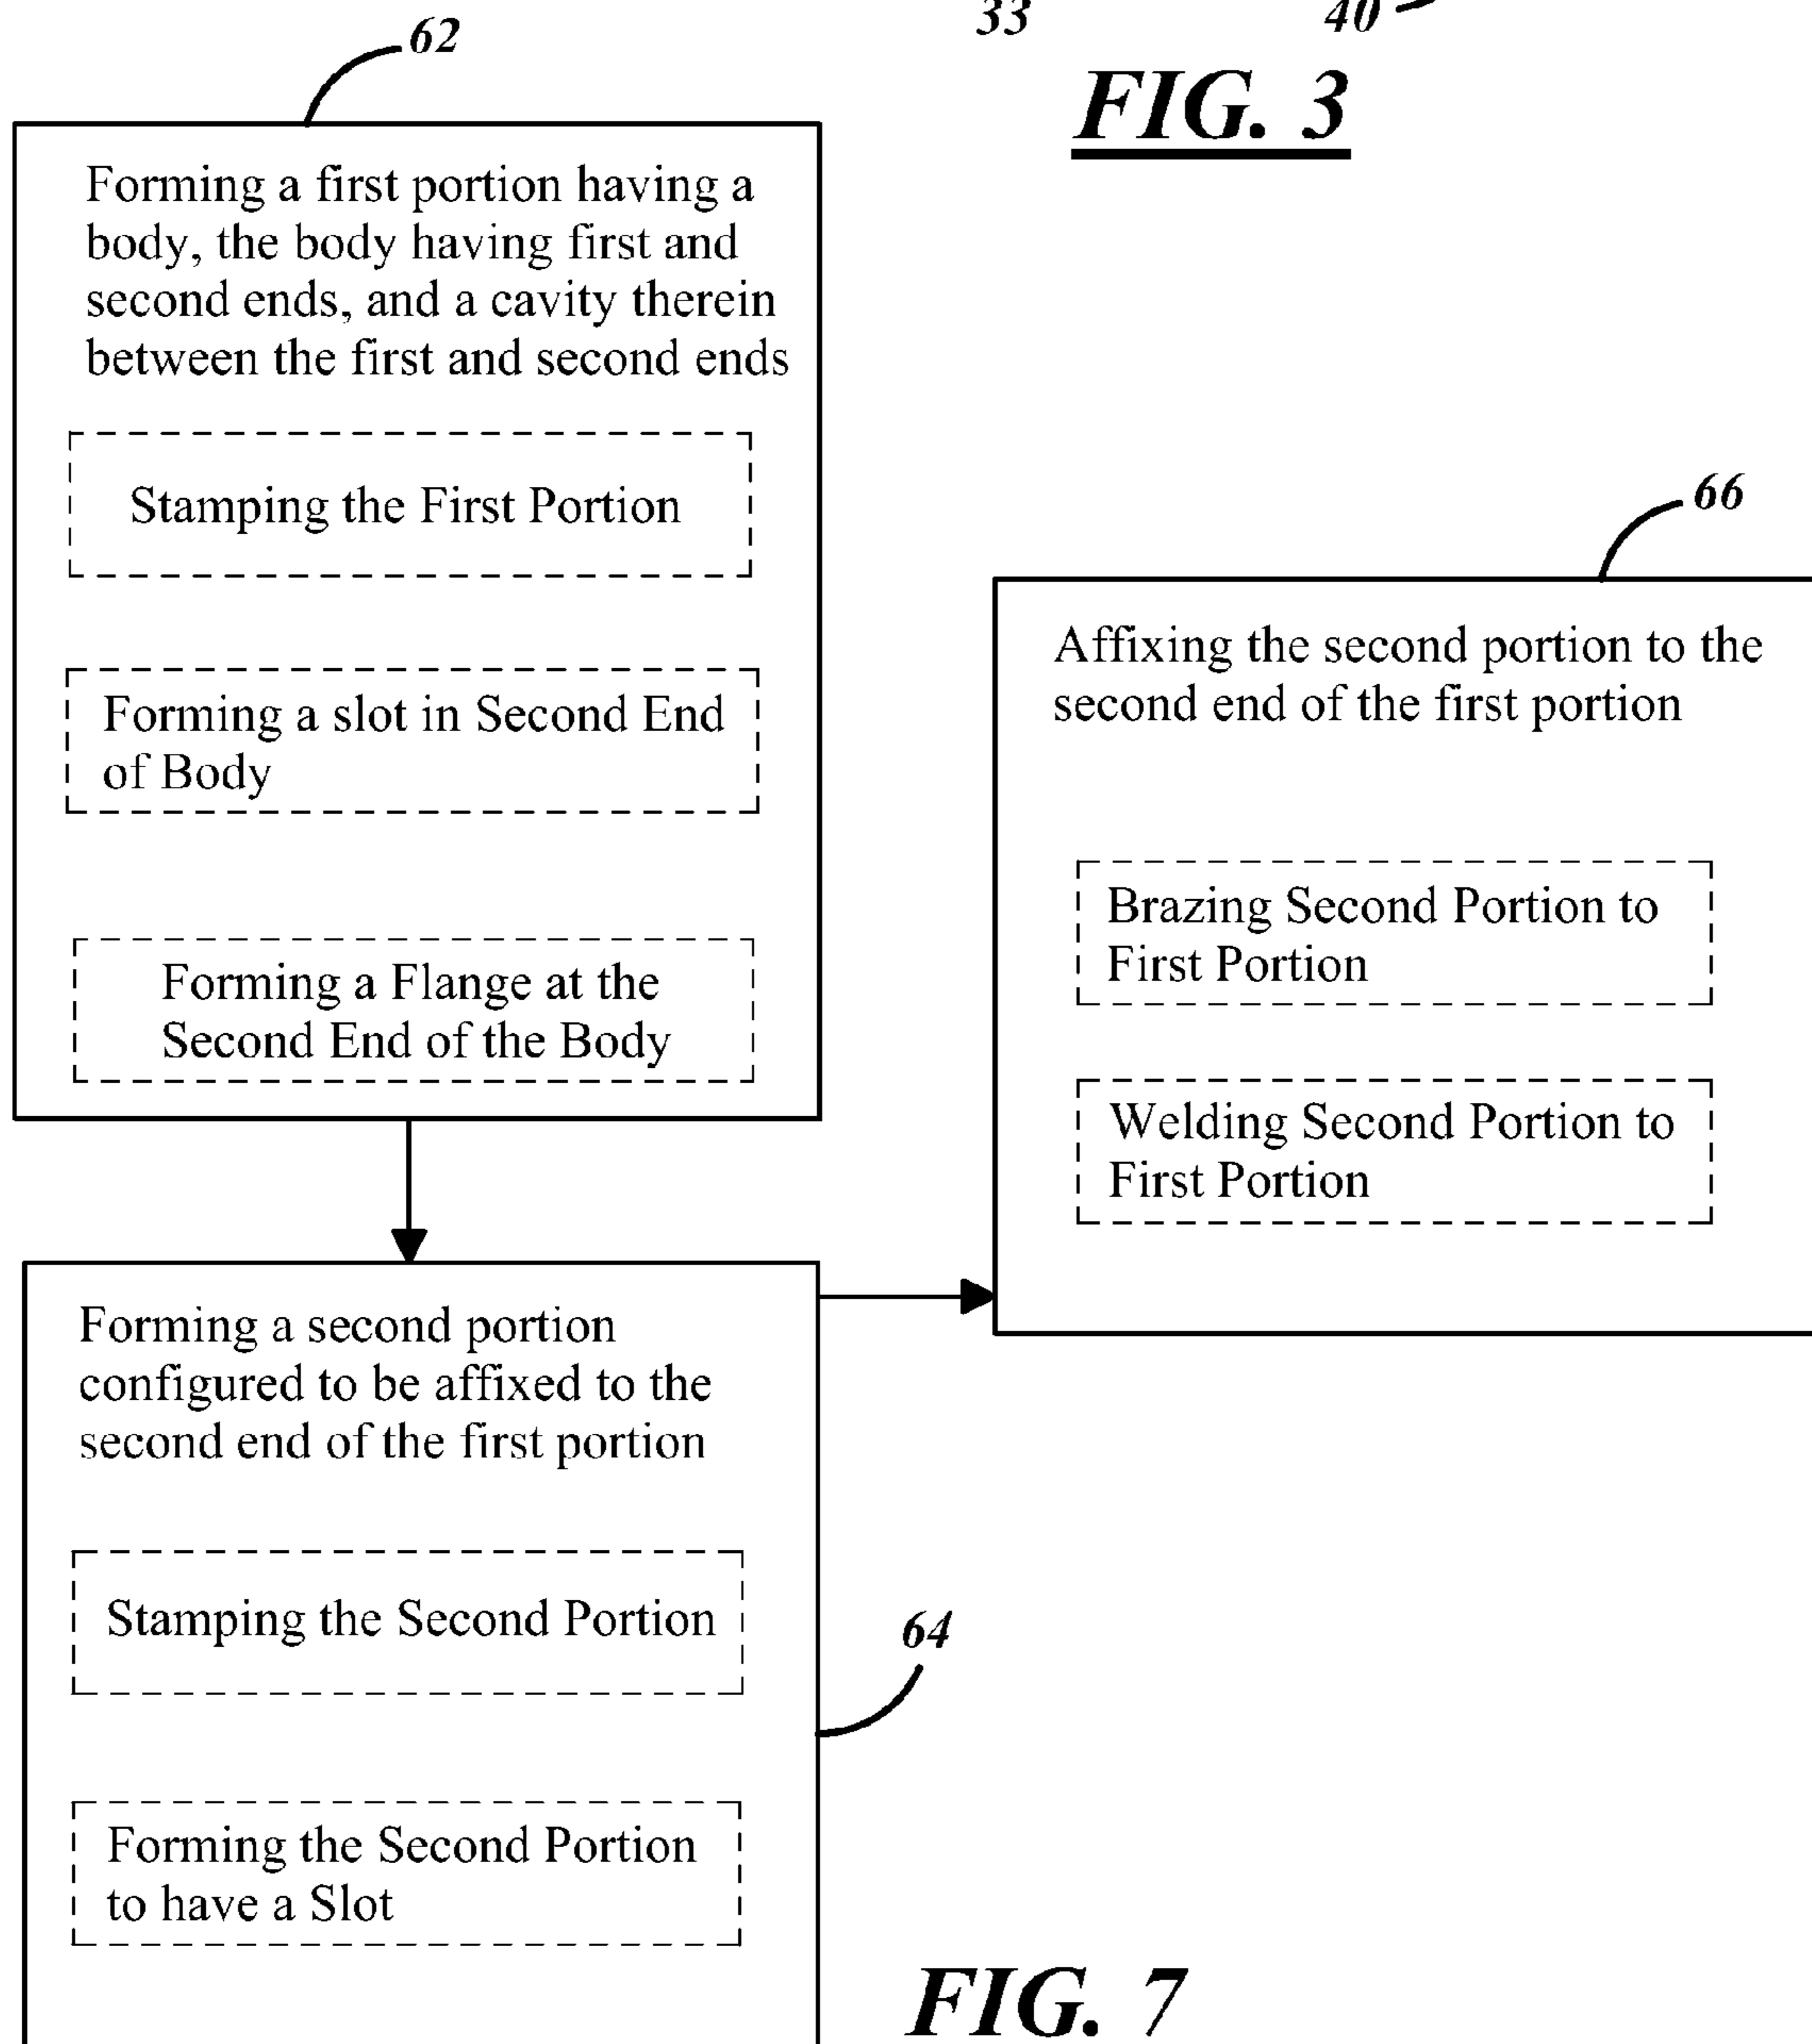 33
40
FIG. 3
62
Forming a first portion having a
body, the body having first and
second ends, and a cavity therein
between the first and second ends
Stamping the First Portion
Forming a slot in Second End
of Body
Forming a Flange at the
Second End of the Body
Forming a second portion
configured to be affixed to the
second end of the first portion
Stamping the Second Portion
Forming the Second Portion
to have a Slot
64
66
Affixing the second portion to the
second end of the first portion
Brazing Second Portion to
First Portion
Welding Second Portion to
First Portion
FIG. 7